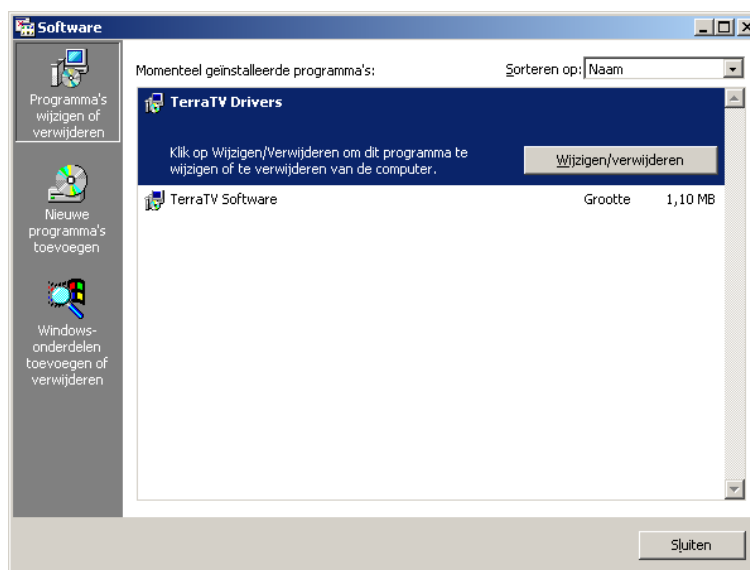 Software
Programma's
wijzigen of
verwijderen
Nieuwe
programma's
toevoegen
Windows-
onderdelen
toevoegen of
verwijderen
Momenteel geïnstalleerde programma's:
Sorteren op: Naam
TerraTV Drivers
Klik op Wijzigen/Verwijderen om dit programma te
wijzigen of te verwijderen van de computer.
Wijzigen/verwijderen
TerraTV Software Grootte 1,10 MB
Sluiten